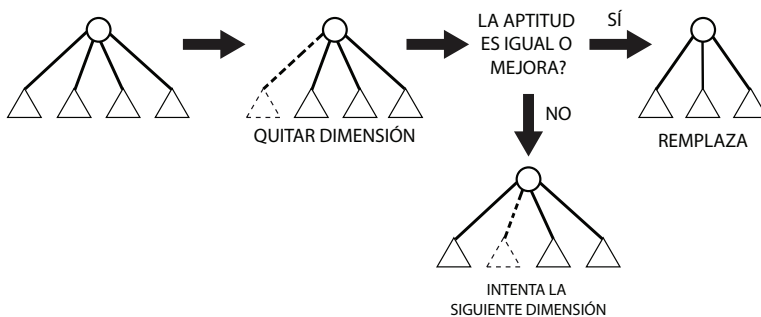 LA APTITUD
ES IGUAL O
MEJORA?
SÍ
QUITAR DIMENSIÓN
NO
REMPLAZA
INTENTA LA
SIGUIENTE DIMENSIÓN